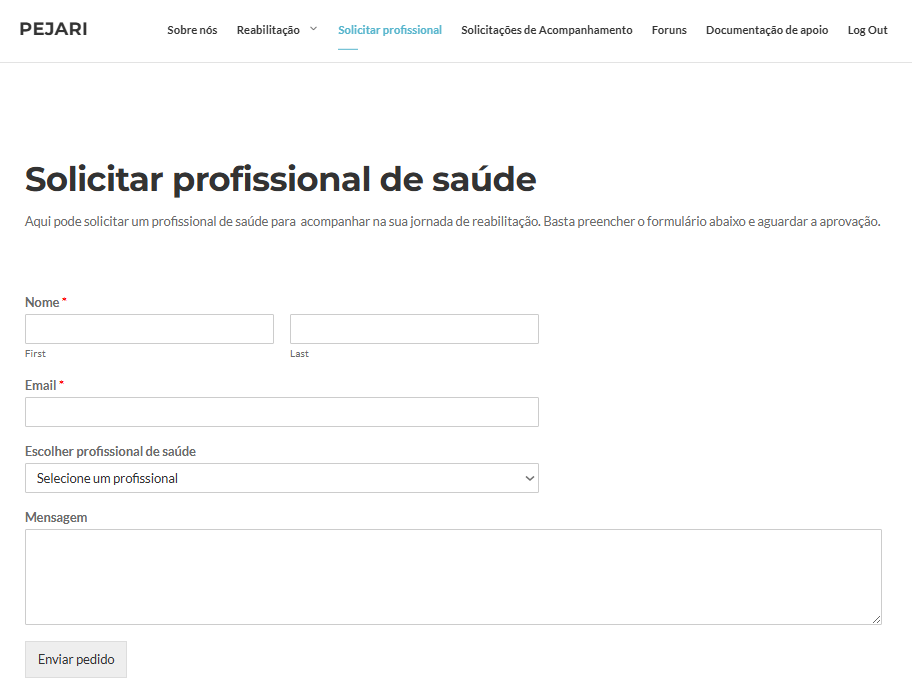 PEJARI
Sobre nós Reabilitação Solicitar profissional Solicitações de Acompanhamento Foruns Documentação de apoio Log Out
Solicitar profissional de saúde
Aqui pode solicitar um profissional de saúde para acompanhar na sua jornada de reabilitação. Basta preencher o formulário abaixo e aguardar a aprovação.
Nome *
First Last
Email *
Escolher profissional de saúde
Selecione um profissional
Mensagem
Enviar pedido